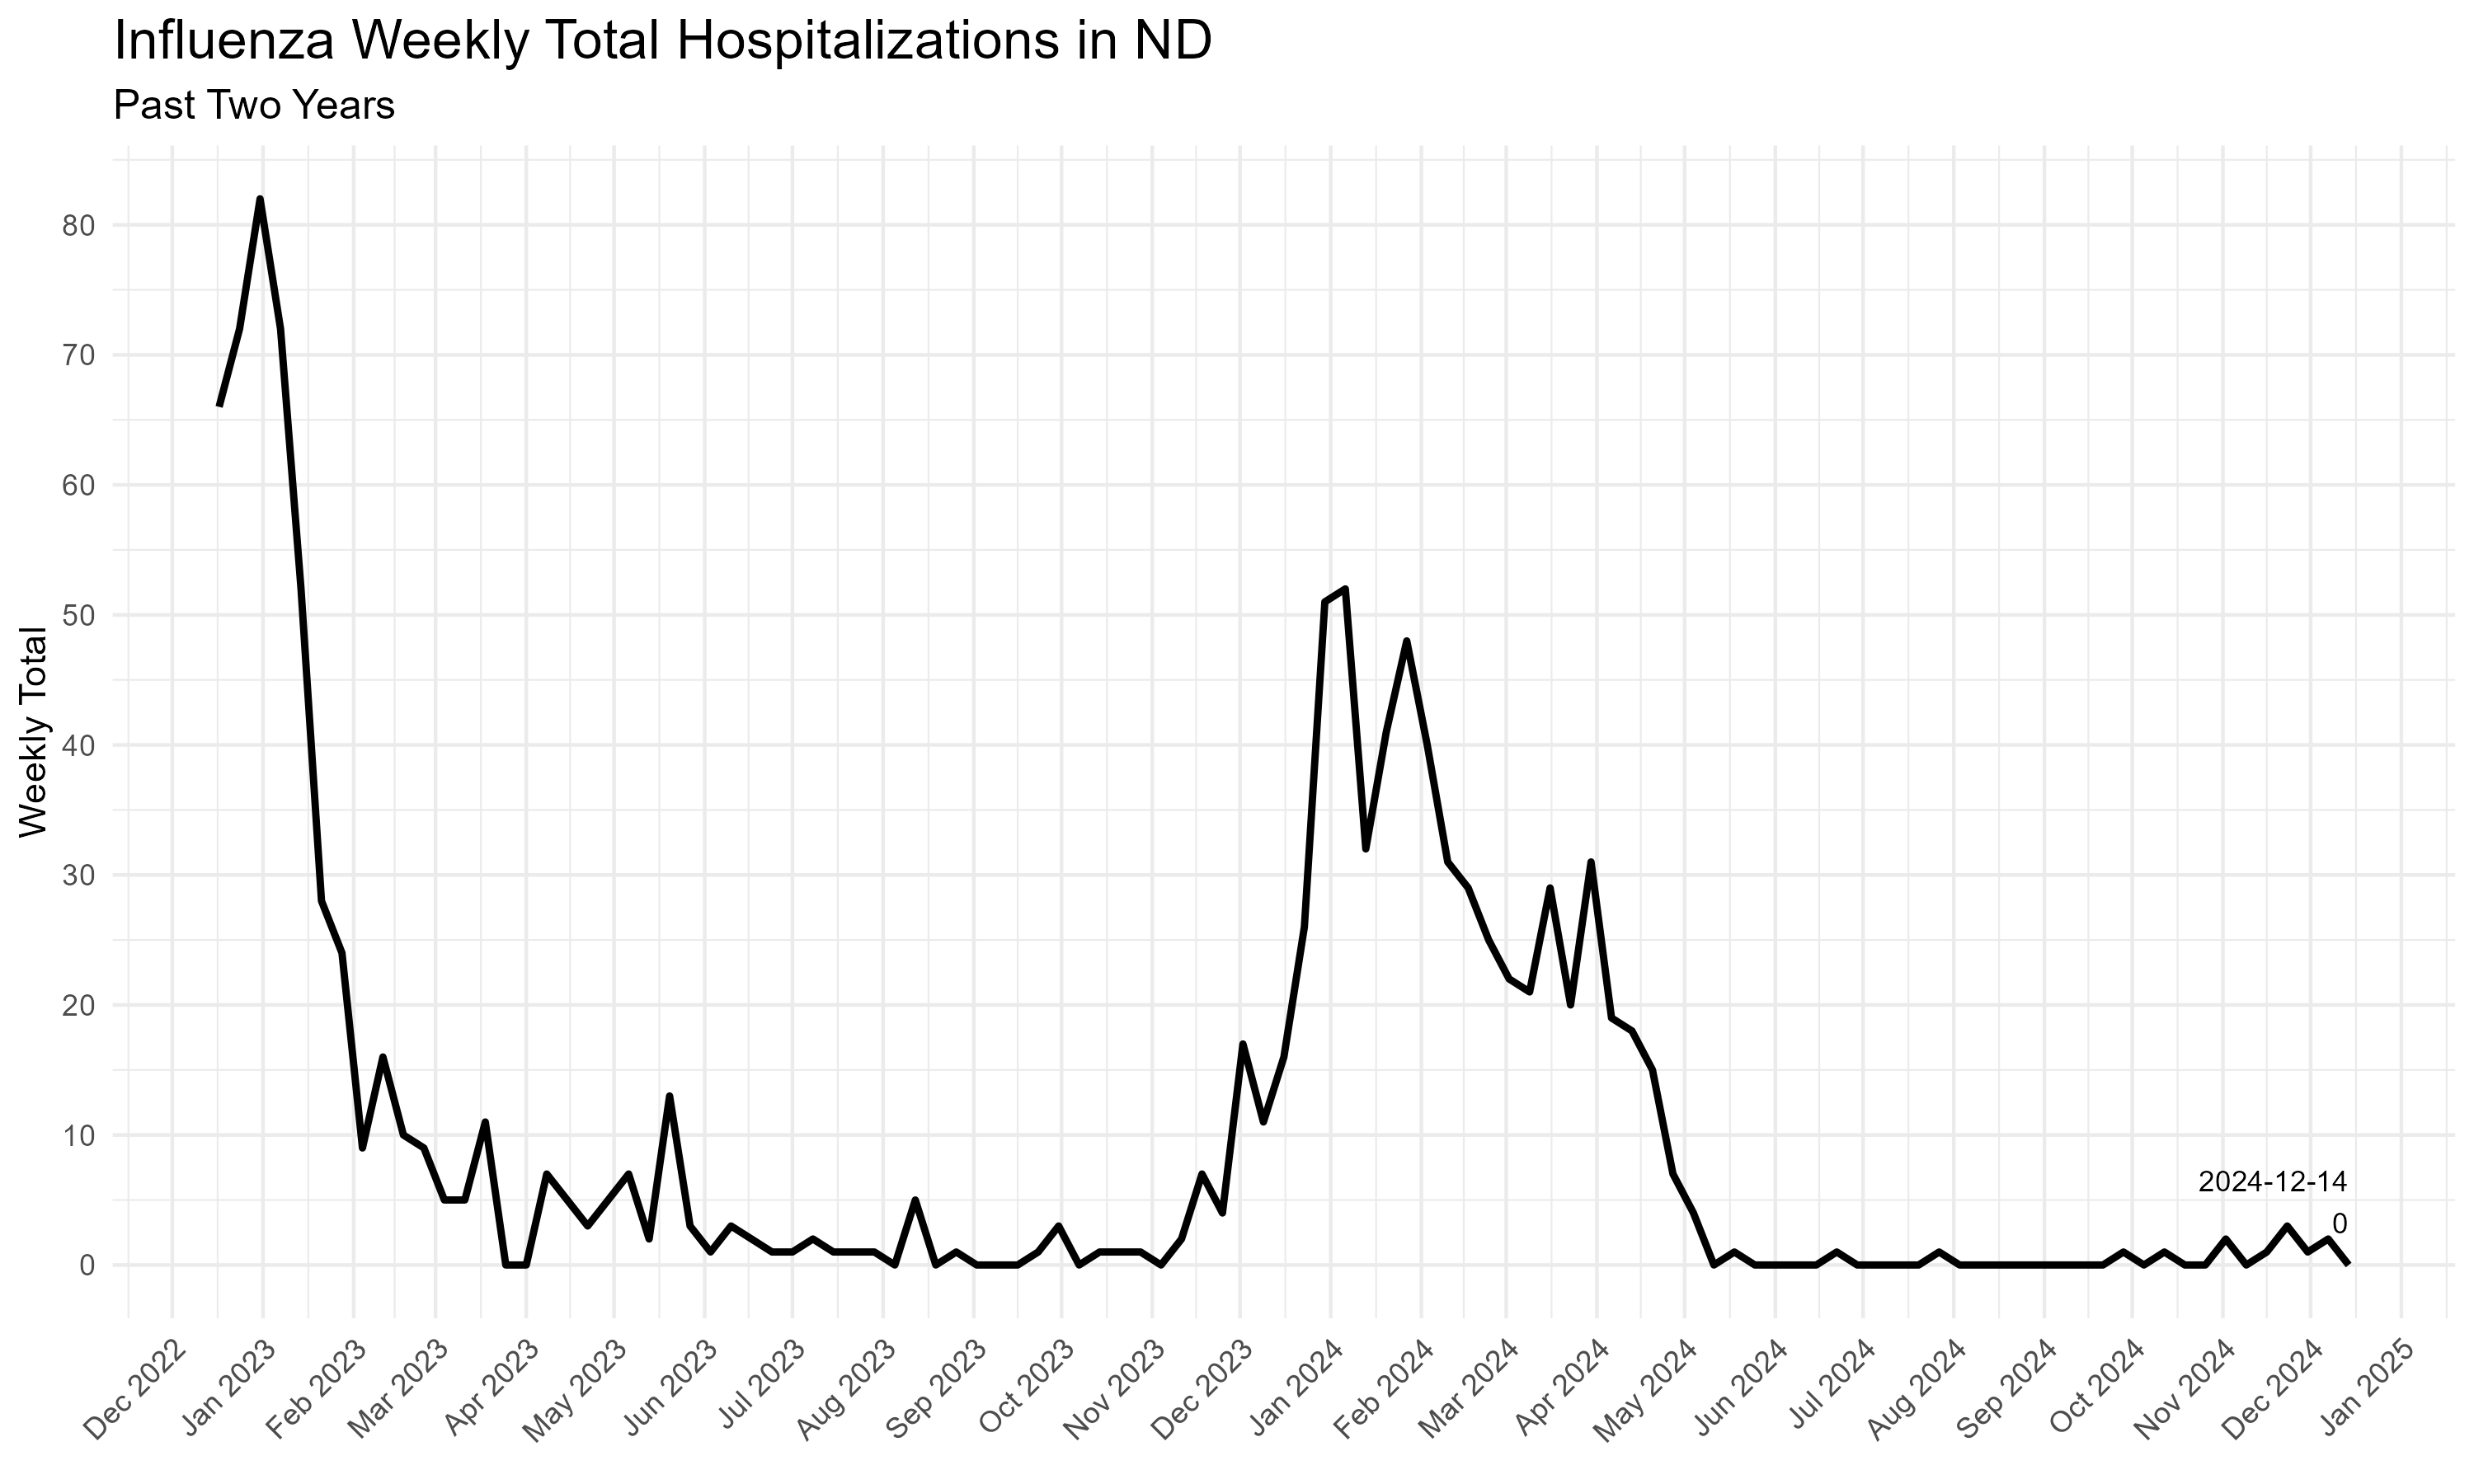 Influenza Weekly Total Hospitalizations in ND
Past Two Years
Weekly Total
80
70
60
50
40
30
20
10
0
2024-12-14
0
Dec 2022
Jan 2023
Feb 2023
Mar 2023
Apr 2023
May 2023
Jun 2023
Jul 2023
Aug 2023
Sep 2023
Oct 2023
Nov 2023
Dec 2023
Jan 2024
Feb 2024
Mar 2024
Apr 2024
May 2024
Jun 2024
Jul 2024
Aug 2024
Sep 2024
Oct 2024
Nov 2024
Dec 2024
Jan 2025